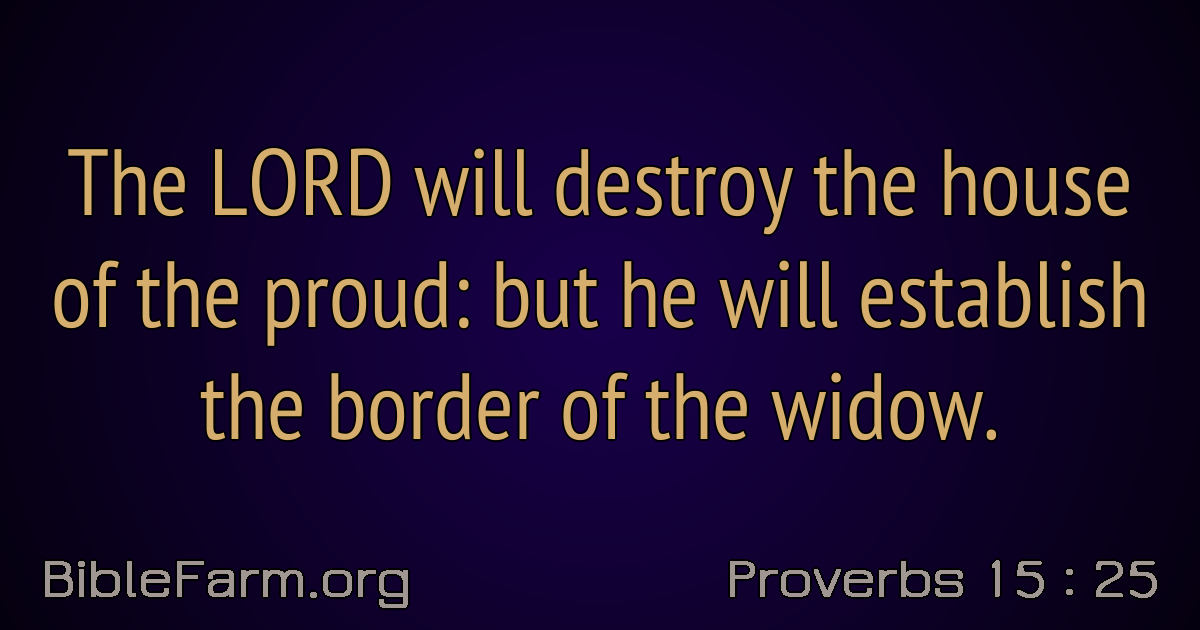 The LORD will destroy the house
of the proud: but he will establish
the border of the widow.
BibleFarm.org
Proverbs 15 : 25